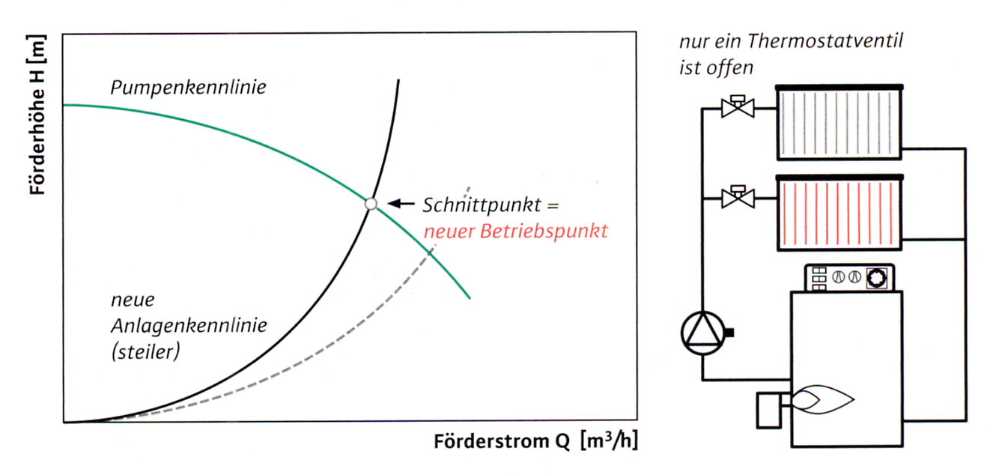 Förderhöhe H [m]
Pumpenkennlinie
Schnittpunkt =
neuer Betriebspunkt
neue
Anlagenkennlinie
(steiler)
Förderstrom Q [m³/h]
nur ein Thermostatventil
ist offen